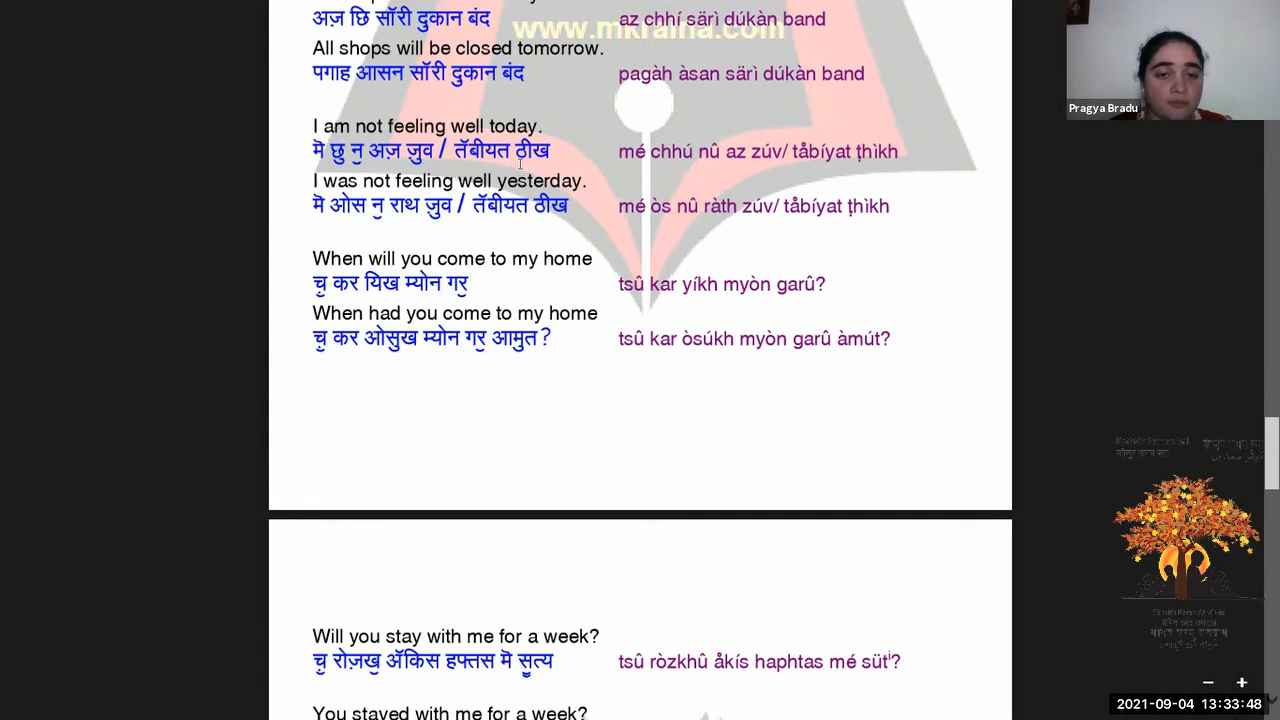 अज़ छि सॉरी दुकान बंद az chhí särì dúkàn band
www.mkraina.com
All shops will be closed tomorrow.
पगाह आसन सॉरी दुकान बंद pagàh àsan särì dúkàn band
Pragya Bradu
I am not feeling well today.
मॆ छु न॒ अज़ ज़ुव / तॅबीयत ठीख mé chhú nû az zúv/ tåbíyat ṭhìkh
I was not feeling well yesterday.
मॆ ओस न॒ राथ ज़ुव / तॅबीयत ठीख mé òs nû ràth zúv/ tåbíyat ṭhìkh
When will you come to my home
च़॒ कर यिख म्योन गर॒ tsû kar yíkh myòn garû?
When had you come to my home
च़॒ कर ओसुख म्योन गर॒ आमुत? tsû kar òsúkh myòn garû àmút?
Will you stay with me for a week?
च़॒ रोज़ख॒ ॲकिस हफ्तस मॆ सू॒त्य tsû ròzkhû åkís haphtas mé sütⁱ?
You stayed with me for a week?
2021-09-04 13:33:48